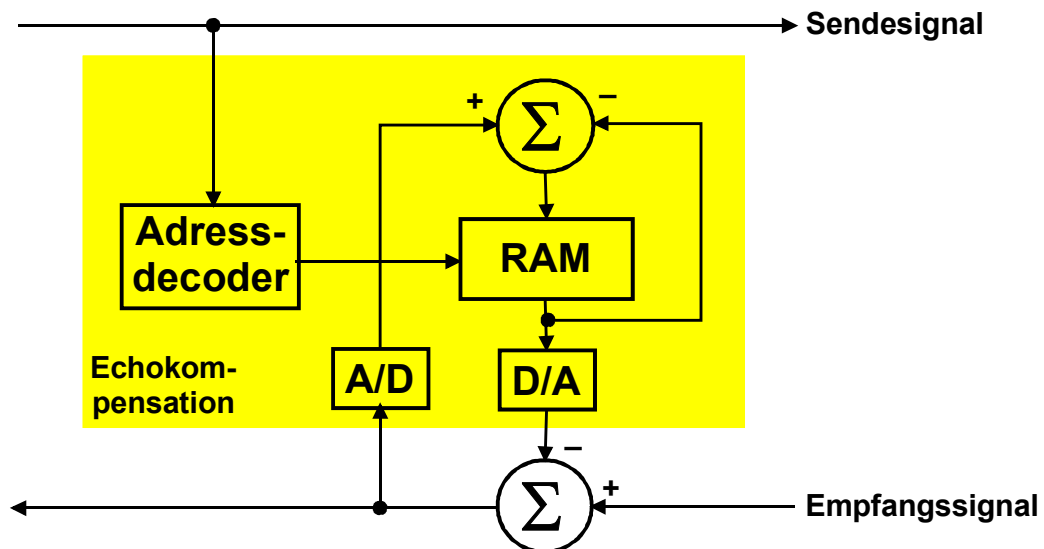 Sendesignal
+
–
Σ
Adress-
decoder
RAM
Echokom-
pensation
A/D
D/A
–
Σ
+
Empfangssignal